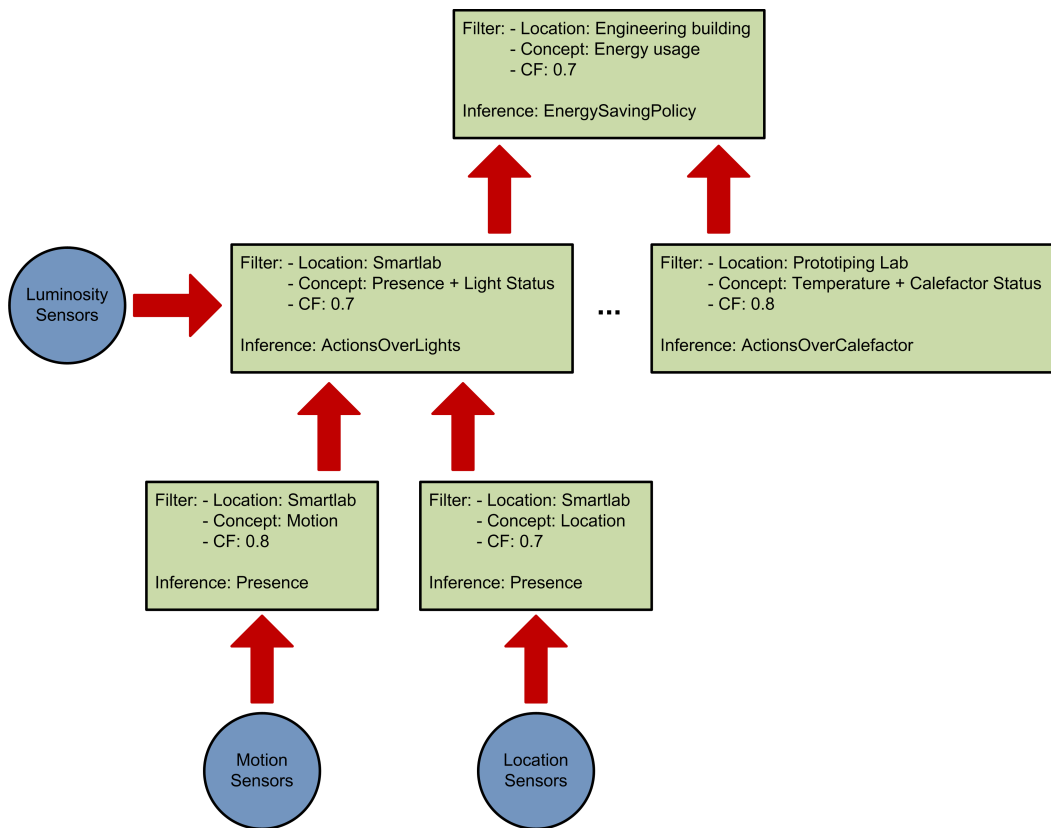 Filter: - Location: Engineering building
- Concept: Energy usage
- CF: 0.7
Inference: EnergySavingPolicy
Luminosity
Sensors
Filter: - Location: Smartlab
- Concept: Presence + Light Status
- CF: 0.7
Inference: ActionsOverLights
...
Filter: - Location: Prototiping Lab
- Concept: Temperature + Calefactor Status
- CF: 0.8
Inference: ActionsOverCalefactor
Filter: - Location: Smartlab
- Concept: Motion
- CF: 0.8
Inference: Presence
Filter: - Location: Smartlab
- Concept: Location
- CF: 0.7
Inference: Presence
Motion
Sensors
Location
Sensors